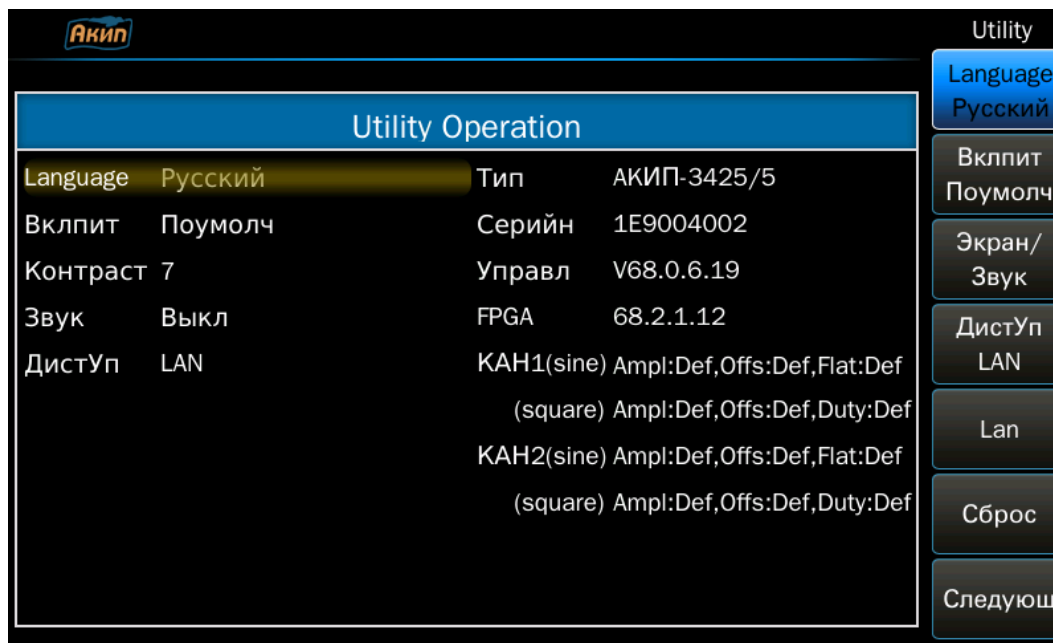 Акип
Utility
Utility Operation
Language Русский
Вклпит Поумолч
Контраст 7
Звук Выкл
ДистУп LAN
Тип АКИП-3425/5
Серийн 1E9004002
Управл V68.0.6.19
FPGA 68.2.1.12
КАН1(sine) Ampl:Def,Offs:Def,Flat:Def
(square) Ampl:Def,Offs:Def,Duty:Def
КАН2(sine) Ampl:Def,Offs:Def,Flat:Def
(square) Ampl:Def,Offs:Def,Duty:Def
Language
Русский
Вклпит
Поумолч
Экран/
Звук
ДистУп
LAN
Lan
Сброс
Следующ